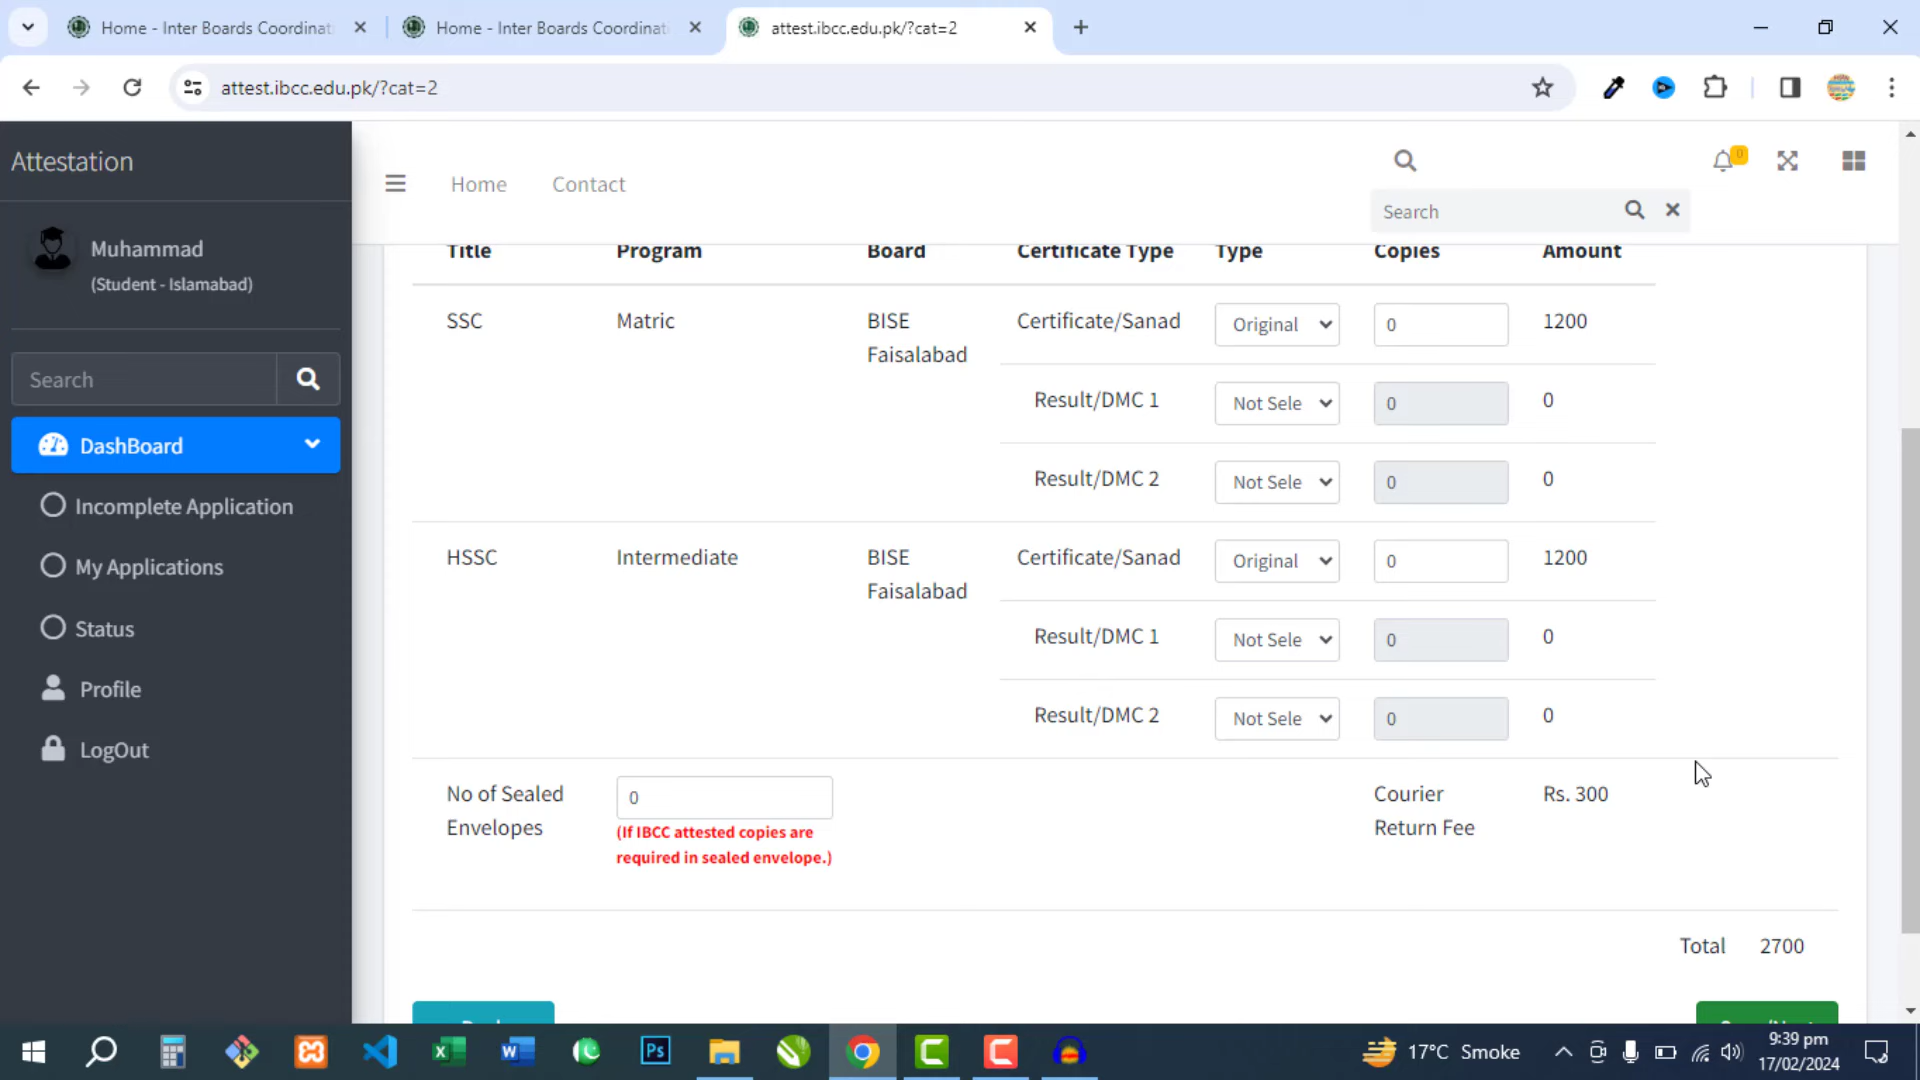 Home - Inter Boards Coordinati
Home - Inter Boards Coordinati
attest.ibcc.edu.pk/?cat=2
attest.ibcc.edu.pk/?cat=2
Attestation
Muhammad
(Student - Islamabad)
Search
DashBoard
Incomplete Application
My Applications
Status
Profile
LogOut
Home
Contact
0
Search
Title Program Board Certificate Type Type Copies Amount
SSC Matric BISE Certificate/Sanad Original 0 1200
Faisalabad
Result/DMC 1 Not Sele 0 0
Result/DMC 2 Not Sele 0 0
HSSC Intermediate BISE Certificate/Sanad Original 0 1200
Faisalabad
Result/DMC 1 Not Sele 0 0
Result/DMC 2 Not Sele 0 0
No of Sealed 0 Courier Rs. 300
Envelopes Return Fee
(If IBCC attested copies are
required in sealed envelope.)
Total 2700
Ps
17°C Smoke
9:39 pm
17/02/2024